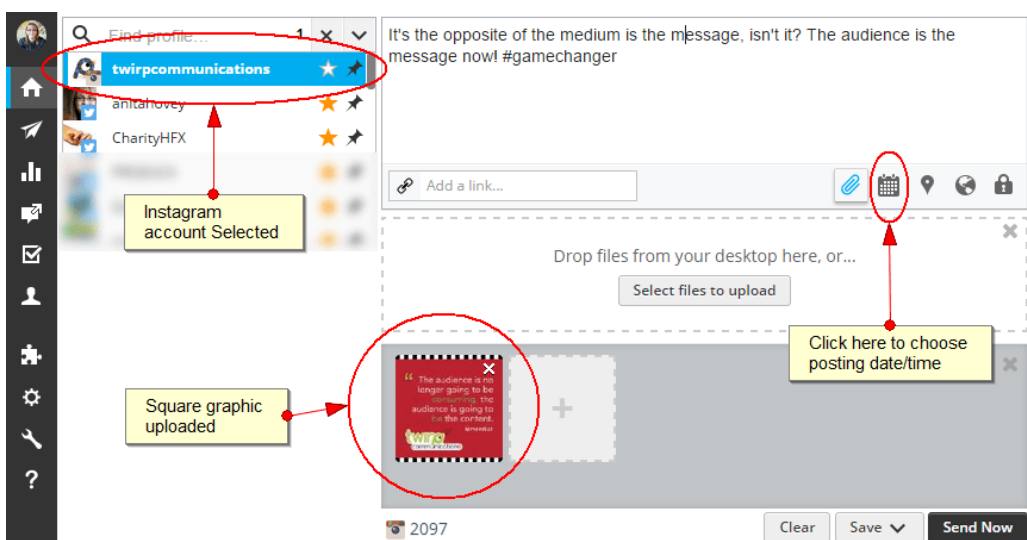 Find profile... 1
twirpcommunications
anitahovey
CharityHFX
Instagram
account Selected
It's the opposite of the medium is the message, isn't it? The audience is the
message now! #gamechanger
Add a link...
Drop files from your desktop here, or...
Select files to upload
Click here to choose
posting date/time
Square graphic
uploaded
“ The audience is no
longer going to be
consuming, the
audience is going to
be the content.
twirp
communications
+
?
2097
Clear
Save
Send Now